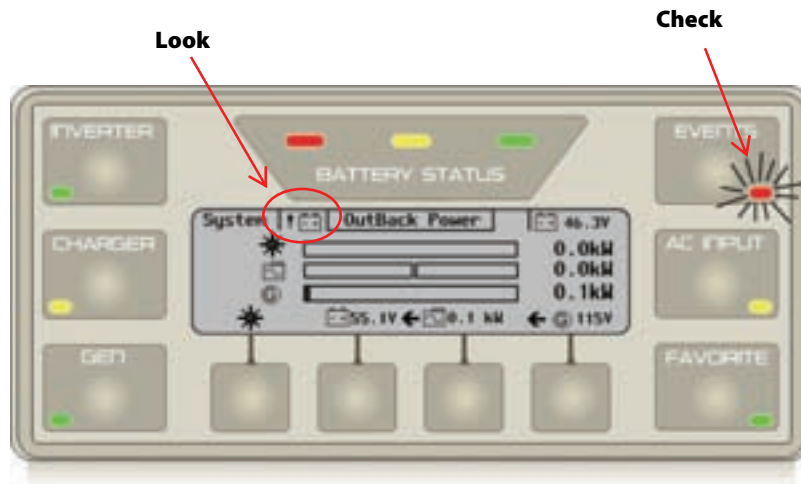 Look
Check
INVERTER
EVENTS
BATTERY STATUS
System OutBack Power 46.3V
CHARGER
0.0kW
AC INPUT
0.0kW
G 0.1kW
55.1V 0.1 kW G 115V
GEN
FAVORITE